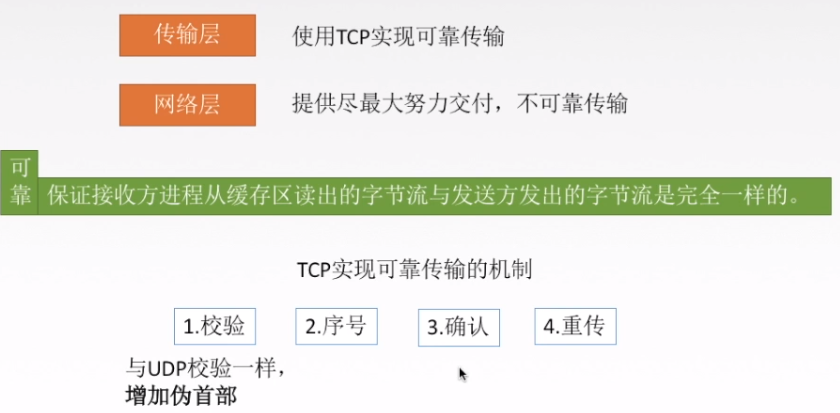 传输层 使用TCP实现可靠传输
网络层 提供尽最大努力交付，不可靠传输
可靠 保证接收方进程从缓存区读出的字节流与发送方发出的字节流是完全一样的。
TCP实现可靠传输的机制
1.校验 2.序号 3.确认 4.重传
与UDP校验一样，
增加伪首部